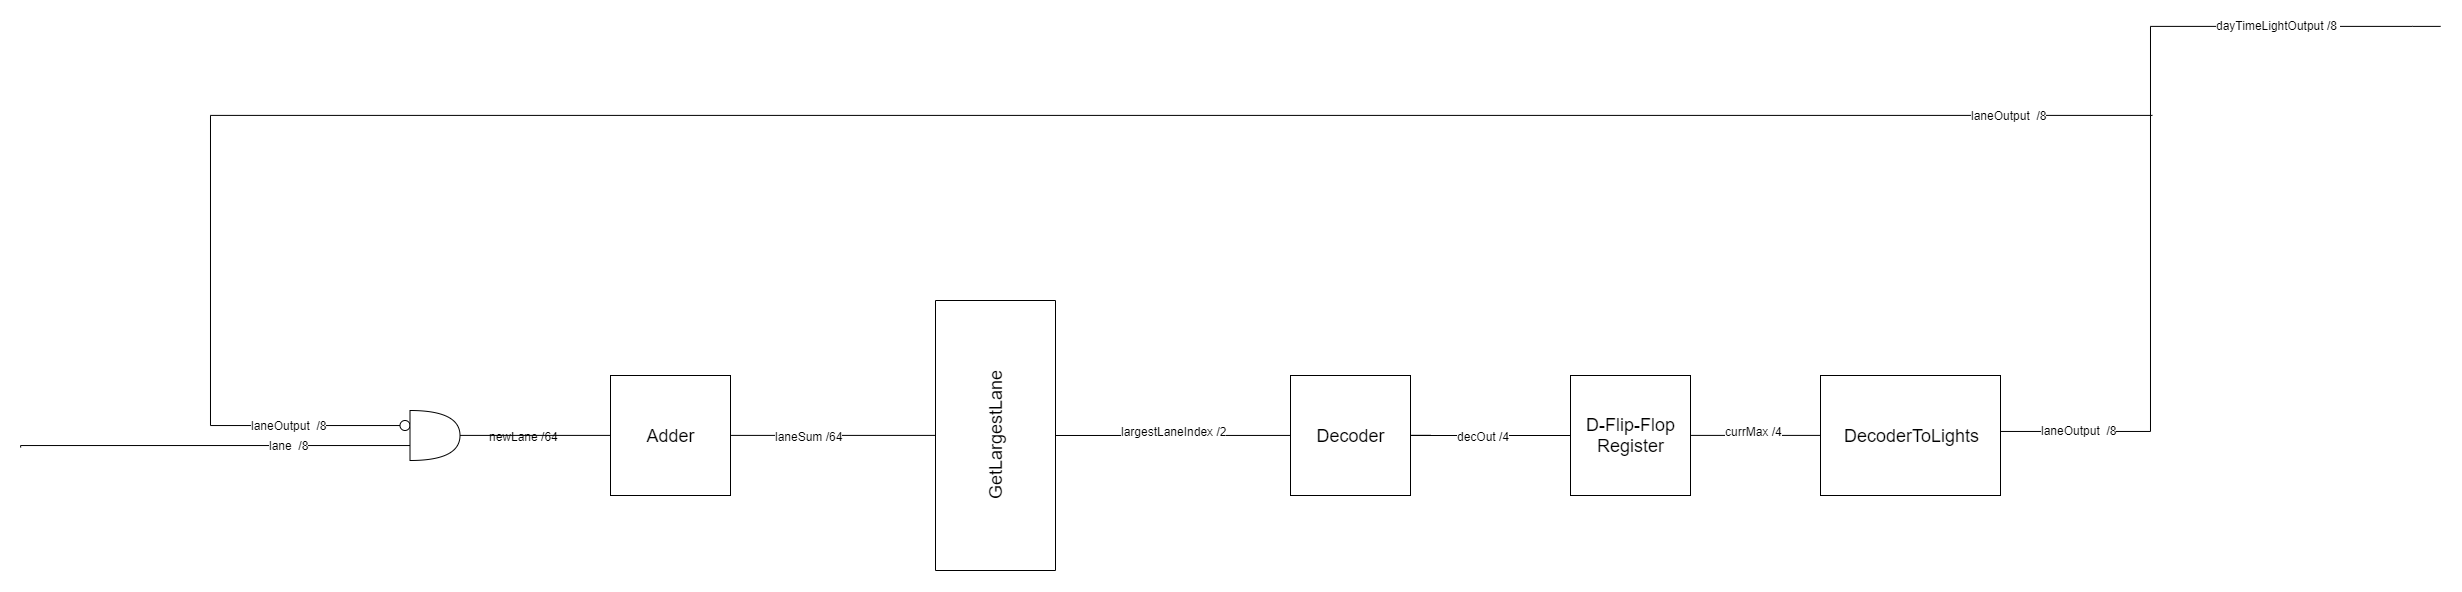 dayTimeLightOutput /8
laneOutput /8
GetLargestLane
laneOutput /8
lane /8
newLane /64
Adder
laneSum /64
largestLaneIndex /2
Decoder
decOut /4
D-Flip-Flop
Register
currMax /4
DecoderToLights
laneOutput /8